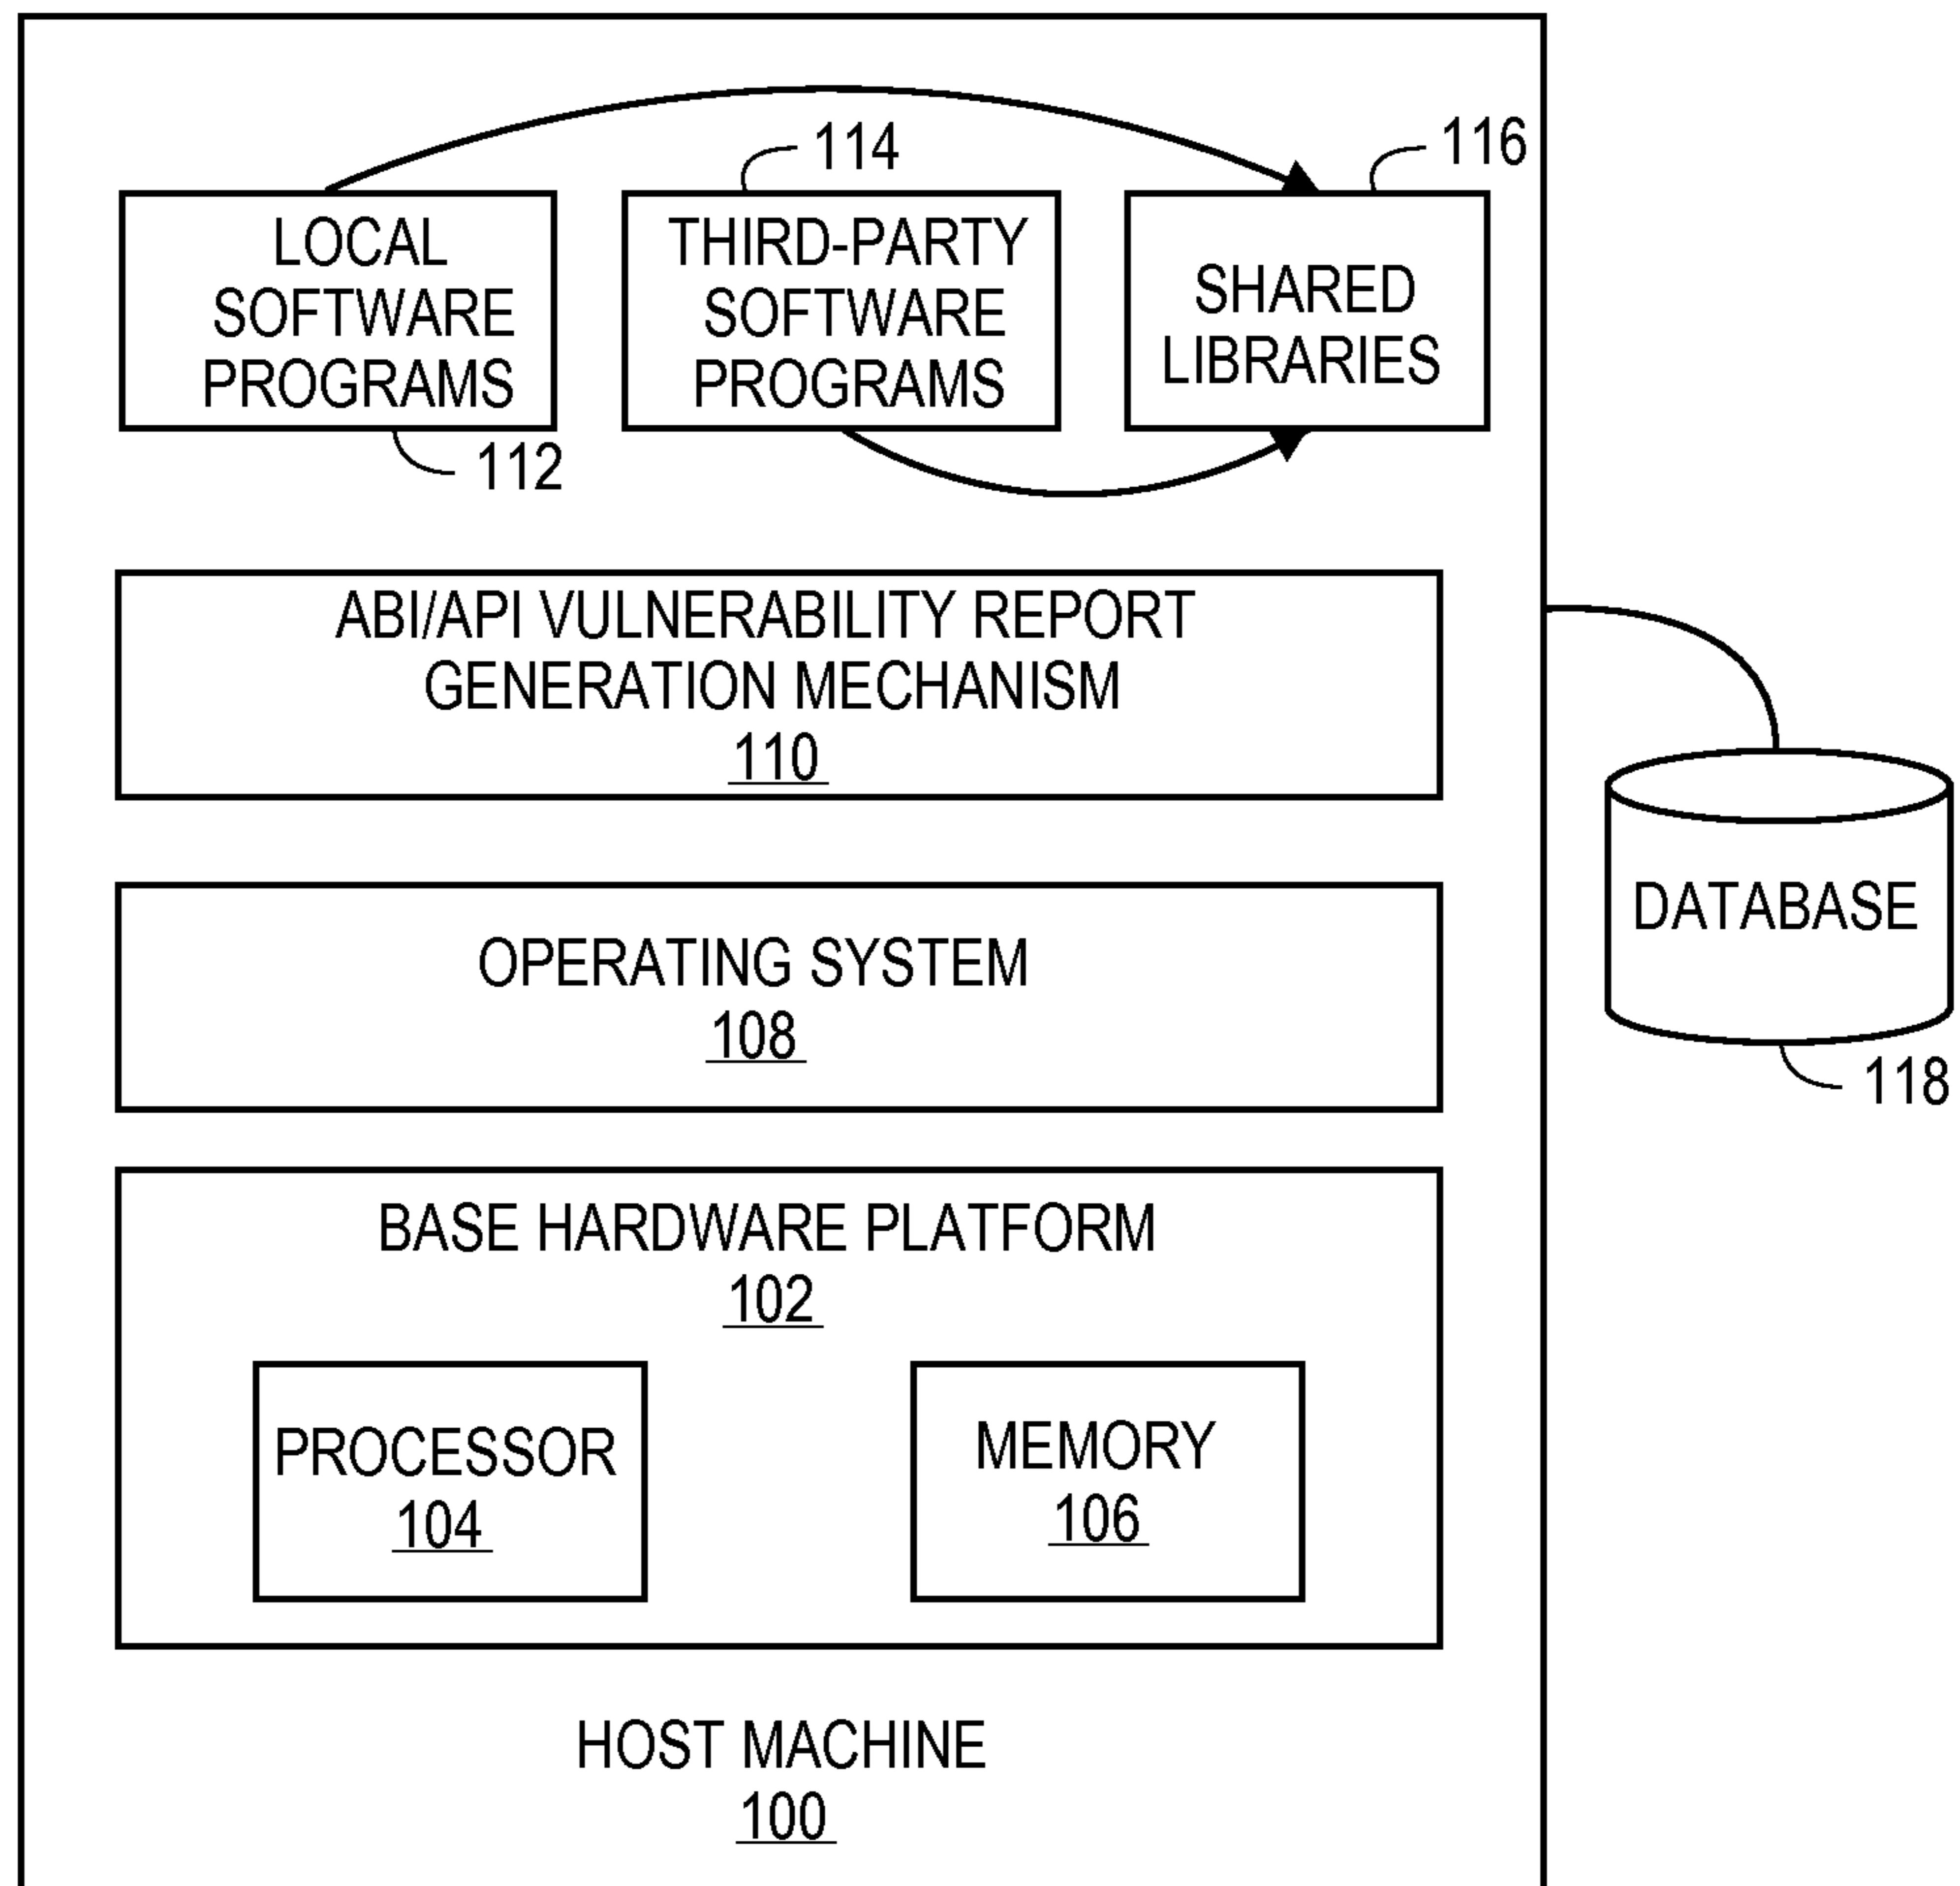 114
116
LOCAL
SOFTWARE
PROGRAMS
THIRD-PARTY
SOFTWARE
PROGRAMS
SHARED
LIBRARIES
112
ABI/API VULNERABILITY REPORT
GENERATION MECHANISM
110
DATABASE
118
OPERATING SYSTEM
108
BASE HARDWARE PLATFORM
102
PROCESSOR
104
MEMORY
106
HOST MACHINE
100